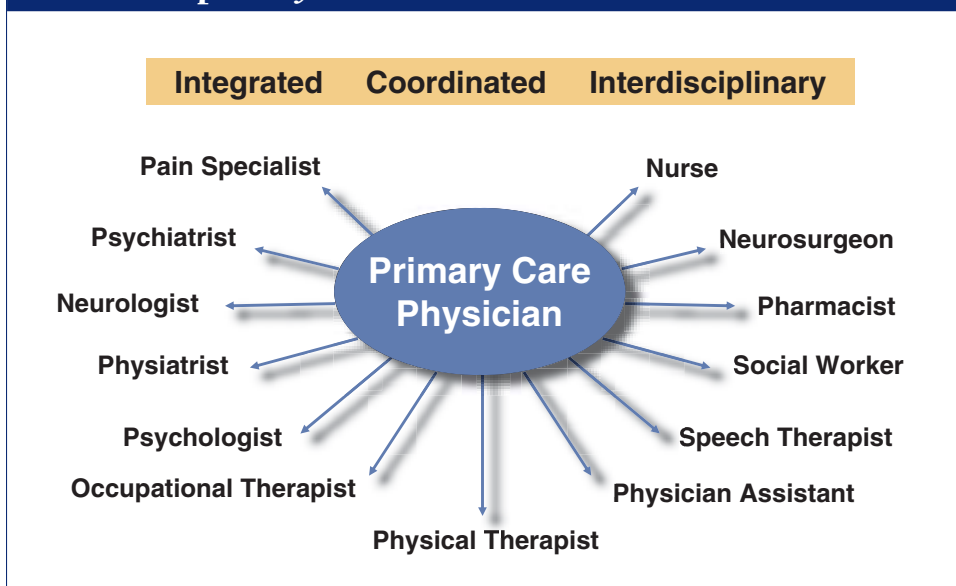 Integrated Coordinated Interdisciplinary
Pain Specialist
Nurse
Psychiatrist
Neurosurgeon
Primary Care
Physician
Neurologist
Pharmacist
Physiatrist
Social Worker
Psychologist
Speech Therapist
Occupational Therapist
Physician Assistant
Physical Therapist